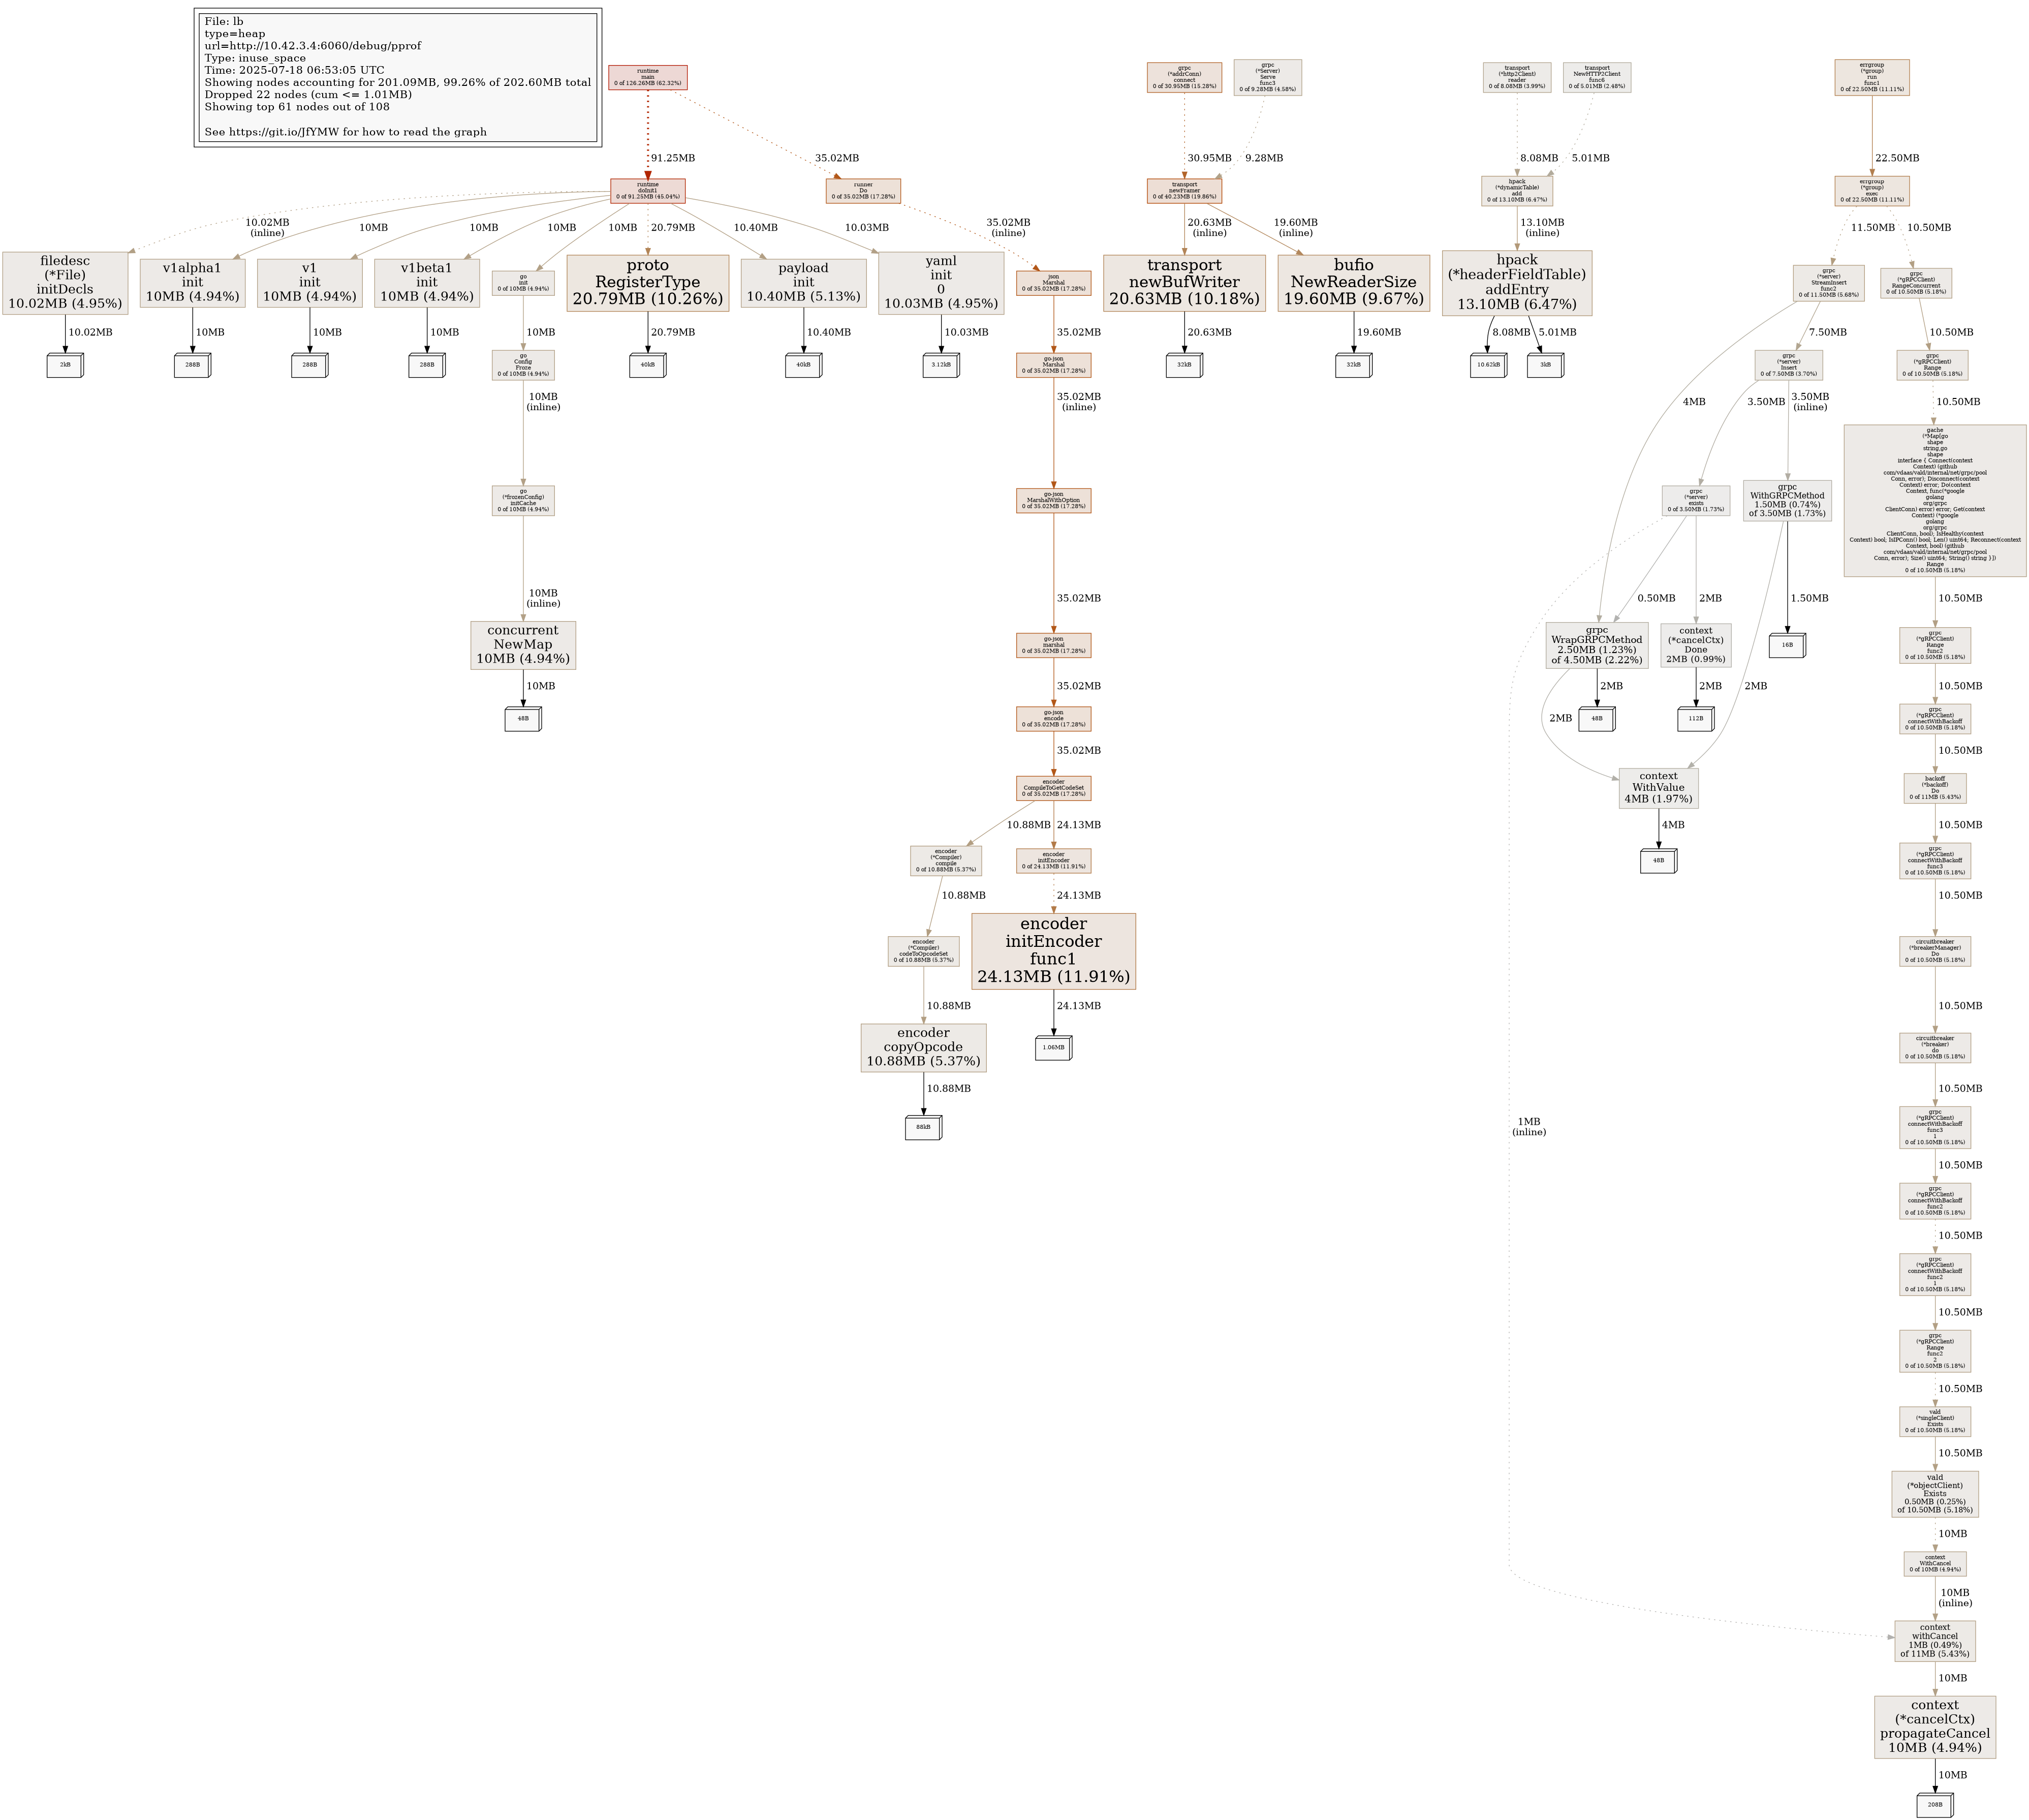 File: lb
type=heap
url=http://10.42.3.4:6060/debug/pprof
Type: inuse_space
Time: 2025-07-18 06:53:05 UTC
Showing nodes accounting for 201.09MB, 99.26% of 202.60MB total
Dropped 22 nodes (cum <= 1.01MB)
Showing top 61 nodes out of 108
See https://git.io/JfYMW for how to read the graph
runtime
main
0 of 126.26MB (62.32%)
grpc
(*addrConn)
connect
0 of 30.95MB (15.28%)
grpc
(*Server)
Serve
func3
0 of 9.28MB (4.58%)
transport
(*http2Client)
reader
0 of 8.08MB (3.99%)
transport
NewHTTP2Client
func6
0 of 5.01MB (2.48%)
errgroup
(*group)
run
func1
0 of 22.50MB (11.11%)
91.25MB
35.02MB
30.95MB
9.28MB
8.08MB
5.01MB
22.50MB
runtime
doInit1
0 of 91.25MB (45.04%)
runner
Do
0 of 35.02MB (17.28%)
transport
newFramer
0 of 40.23MB (19.86%)
hpack
(*dynamicTable)
add
0 of 13.10MB (6.47%)
errgroup
(*group)
exec
0 of 22.50MB (11.11%)
10.02MB
(inline)
10MB
10MB
10MB
10MB
20.79MB
10.40MB
10.03MB
35.02MB
(inline)
20.63MB
(inline)
19.60MB
(inline)
13.10MB
(inline)
11.50MB
10.50MB
filedesc
(*File)
initDecls
10.02MB (4.95%)
v1alpha1
init
10MB (4.94%)
v1
init
10MB (4.94%)
v1beta1
init
10MB (4.94%)
go
init
0 of 10MB (4.94%)
proto
RegisterType
20.79MB (10.26%)
payload
init
10.40MB (5.13%)
yaml
init
0
10.03MB (4.95%)
json
Marshal
0 of 35.02MB (17.28%)
transport
newBufWriter
20.63MB (10.18%)
bufio
NewReaderSize
19.60MB (9.67%)
hpack
(*headerFieldTable)
addEntry
13.10MB (6.47%)
grpc
(*server)
StreamInsert
func2
0 of 11.50MB (5.68%)
grpc
(*gRPCClient)
RangeConcurrent
0 of 10.50MB (5.18%)
10.02MB
10MB
10MB
10MB
10MB
20.79MB
10.40MB
10.03MB
35.02MB
20.63MB
19.60MB
8.08MB
5.01MB
7.50MB
10.50MB
2kB
288B
288B
288B
go
Config
Froze
0 of 10MB (4.94%)
40kB
40kB
3.12kB
go-json
Marshal
0 of 35.02MB (17.28%)
32kB
32kB
10.62kB
3kB
grpc
(*server)
Insert
0 of 7.50MB (3.70%)
grpc
(*gRPCClient)
Range
0 of 10.50MB (5.18%)
10MB
(inline)
35.02MB
(inline)
4MB
3.50MB
3.50MB
(inline)
10.50MB
go
(*frozenConfig)
initCache
0 of 10MB (4.94%)
go-json
MarshalWithOption
0 of 35.02MB (17.28%)
grpc
(*server)
exists
0 of 3.50MB (1.73%)
grpc
WithGRPCMethod
1.50MB (0.74%)
of 3.50MB (1.73%)
gache
(*Map[go
shape
string,go
shape
interface { Connect(context
Context) (github
com/vdaas/vald/internal/net/grpc/pool
Conn, error); Disconnect(context
Context) error; Do(context
Context, func(*google
golang
org/grpc
ClientConn) error) error; Get(context
Context) (*google
golang
org/grpc
ClientConn, bool); IsHealthy(context
Context) bool; IsIPConn() bool; Len() uint64; Reconnect(context
Context, bool) (github
com/vdaas/vald/internal/net/grpc/pool
Conn, error); Size() uint64; String() string }])
Range
0 of 10.50MB (5.18%)
10MB
(inline)
35.02MB
0.50MB
2MB
1.50MB
10.50MB
concurrent
NewMap
10MB (4.94%)
go-json
marshal
0 of 35.02MB (17.28%)
grpc
WrapGRPCMethod
2.50MB (1.23%)
of 4.50MB (2.22%)
context
(*cancelCtx)
Done
2MB (0.99%)
16B
grpc
(*gRPCClient)
Range
func2
0 of 10.50MB (5.18%)
10MB
35.02MB
2MB
2MB
2MB
2MB
10.50MB
48B
go-json
encode
0 of 35.02MB (17.28%)
48B
112B
grpc
(*gRPCClient)
connectWithBackoff
0 of 10.50MB (5.18%)
35.02MB
10.50MB
encoder
CompileToGetCodeSet
0 of 35.02MB (17.28%)
context
WithValue
4MB (1.97%)
backoff
(*backoff)
Do
0 of 11MB (5.43%)
10.88MB
24.13MB
4MB
10.50MB
encoder
(*Compiler)
compile
0 of 10.88MB (5.37%)
encoder
initEncoder
0 of 24.13MB (11.91%)
48B
grpc
(*gRPCClient)
connectWithBackoff
func3
0 of 10.50MB (5.18%)
10.88MB
24.13MB
10.50MB
encoder
(*Compiler)
codeToOpcodeSet
0 of 10.88MB (5.37%)
encoder
initEncoder
func1
24.13MB (11.91%)
circuitbreaker
(*breakerManager)
Do
0 of 10.50MB (5.18%)
10.88MB
24.13MB
10.50MB
encoder
copyOpcode
10.88MB (5.37%)
1.06MB
circuitbreaker
(*breaker)
do
0 of 10.50MB (5.18%)
10.88MB
10.50MB
88kB
1MB
(inline)
grpc
(*gRPCClient)
connectWithBackoff
func3
1
0 of 10.50MB (5.18%)
10.50MB
grpc
(*gRPCClient)
connectWithBackoff
func2
0 of 10.50MB (5.18%)
10.50MB
grpc
(*gRPCClient)
connectWithBackoff
func2
1
0 of 10.50MB (5.18%)
10.50MB
grpc
(*gRPCClient)
Range
func2
2
0 of 10.50MB (5.18%)
10.50MB
vald
(*singleClient)
Exists
0 of 10.50MB (5.18%)
10.50MB
vald
(*objectClient)
Exists
0.50MB (0.25%)
of 10.50MB (5.18%)
10MB
context
WithCancel
0 of 10MB (4.94%)
10MB
(inline)
context
withCancel
1MB (0.49%)
of 11MB (5.43%)
10MB
context
(*cancelCtx)
propagateCancel
10MB (4.94%)
10MB
208B